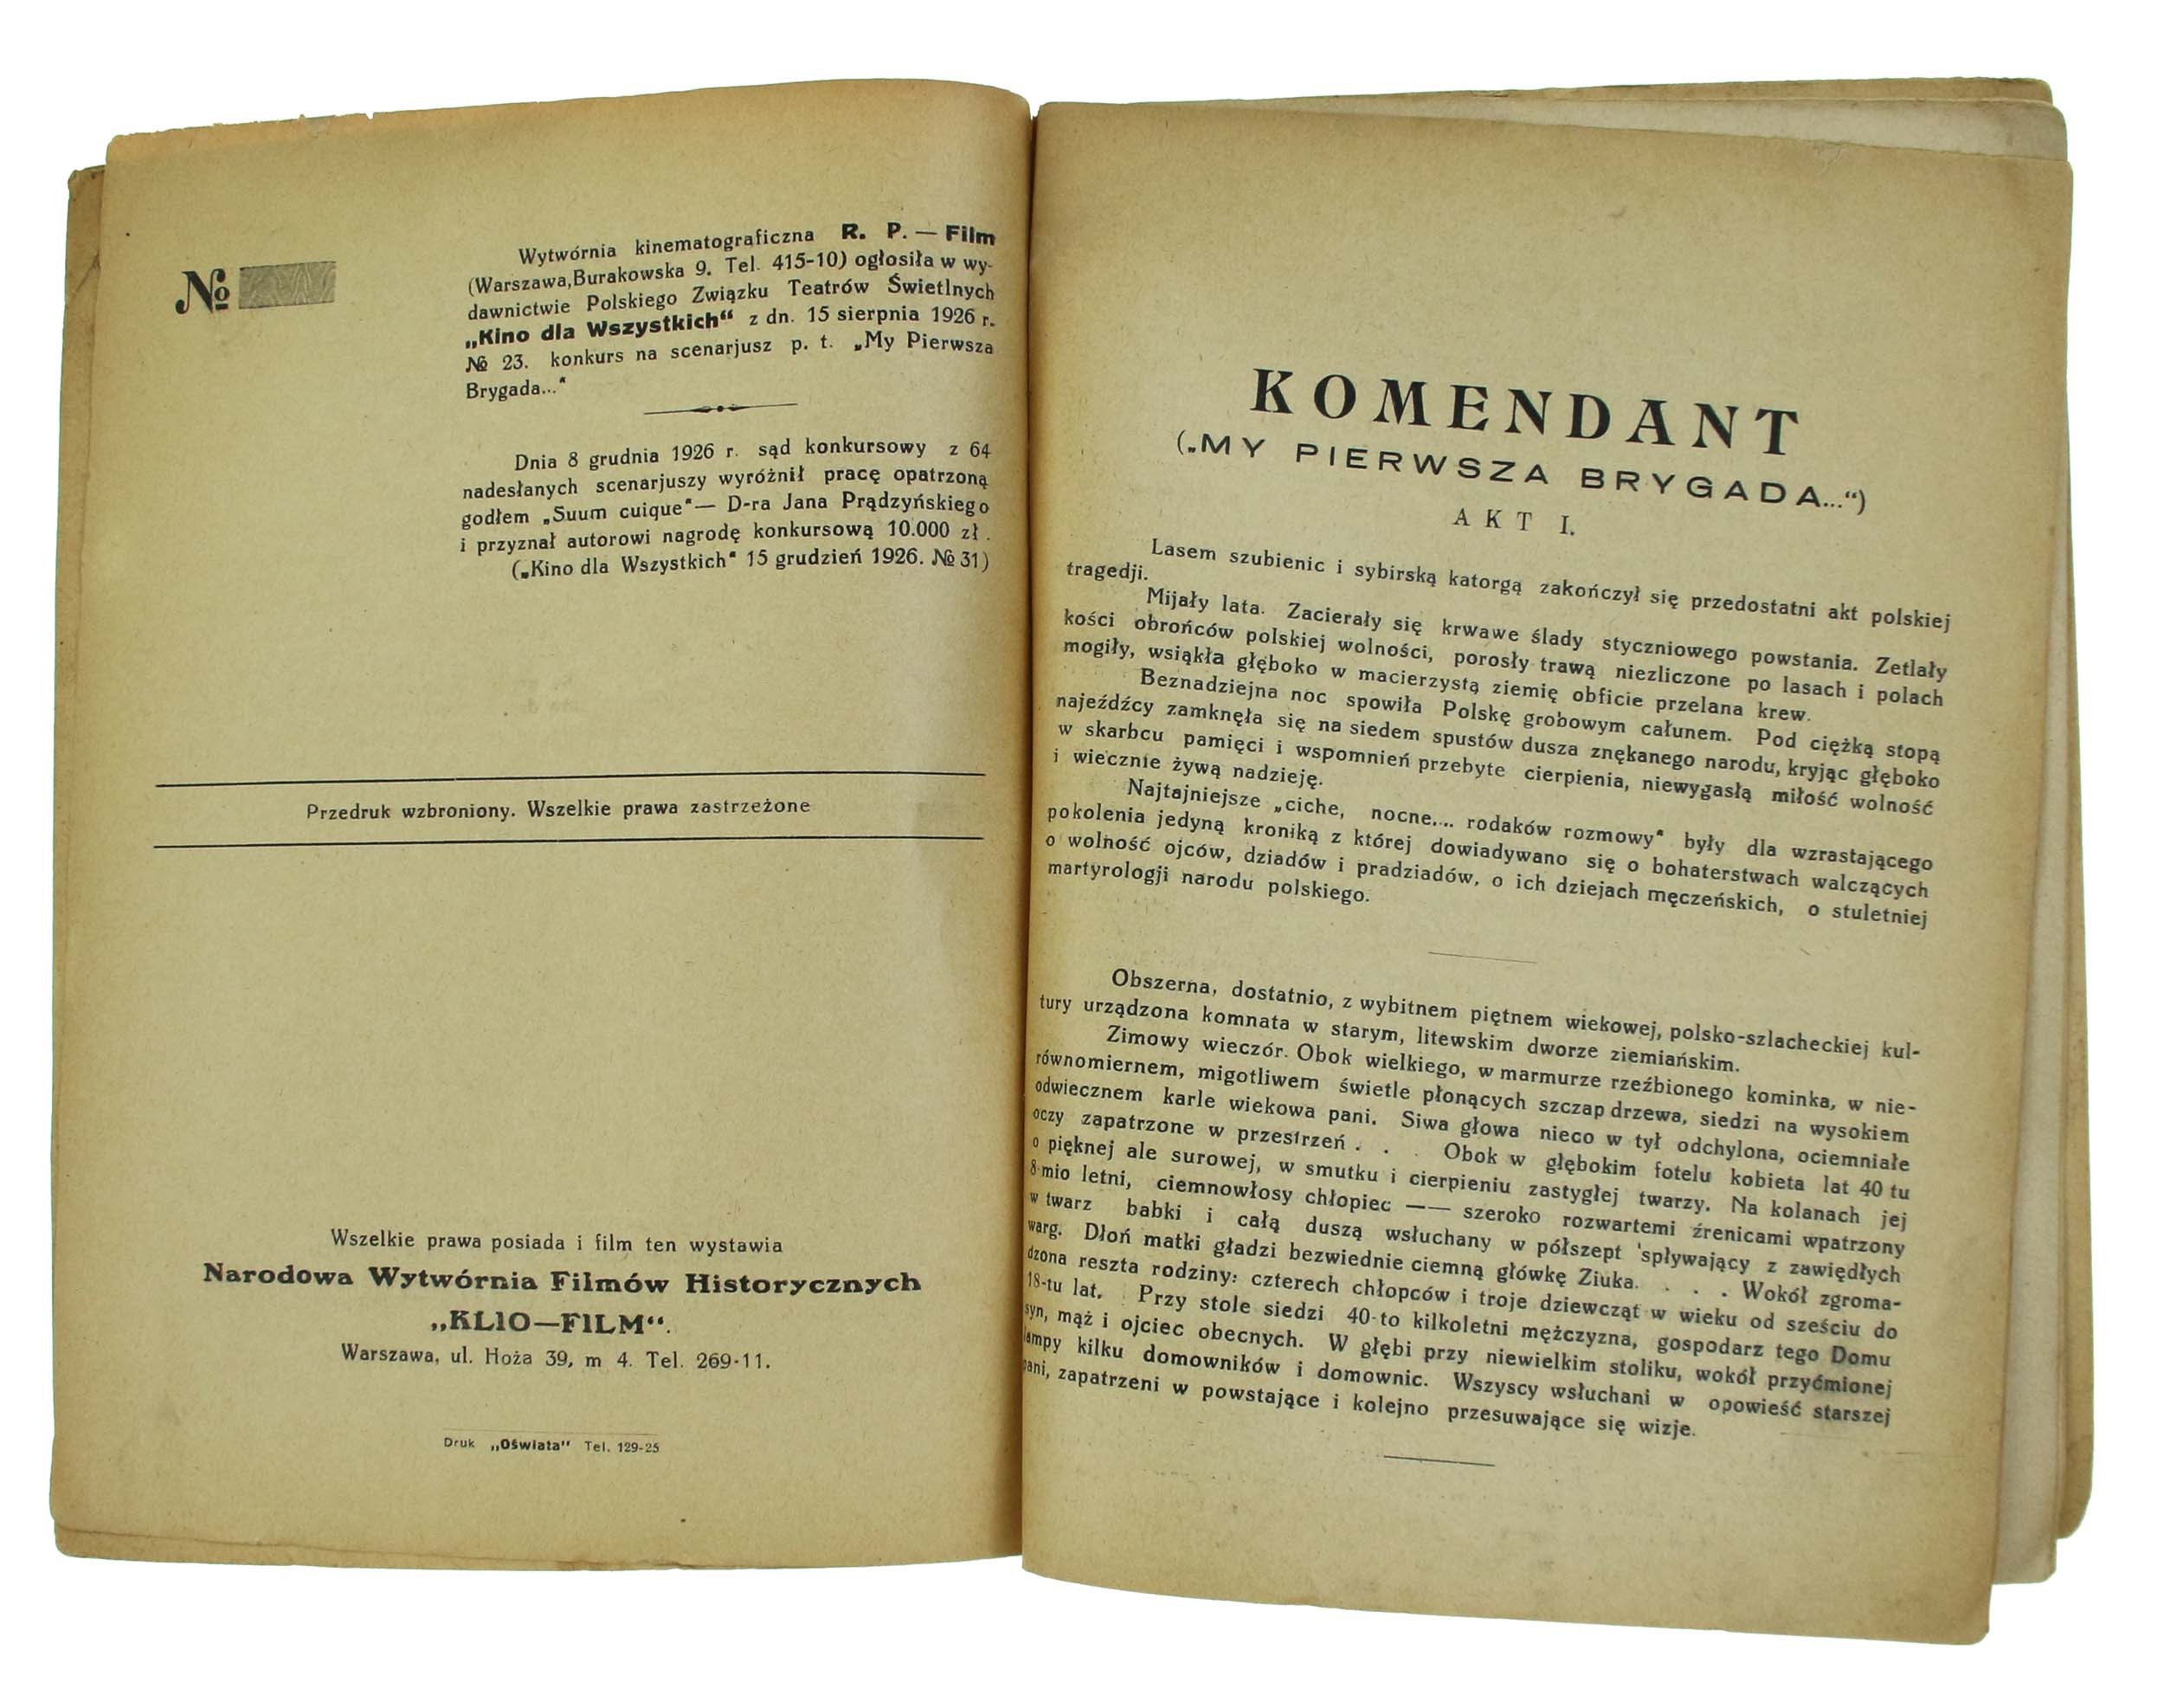 №
Wytwórnia kinematograficzna R. P. — Film
(Warszawa,Burakowska 9. Tel. 415-10) ogłosiła w wy-
dawnictwie Polskiego Związku Teatrów Świetlnych
„Kino dla Wszystkich“ z dn. 15 sierpnia 1926 r.
№ 23. konkurs na scenarjusz p. t. „My Pierwsza
Brygada...“
Dnia 8 grudnia 1926 r. sąd konkursowy z 64
nadesłanych scenarjuszy wyróżnił pracę opatrzoną
godłem „Suum cuique“— D-ra Jana Prądzyńskiego
i przyznał autorowi nagrodę konkursową 10.000 zł.
(„Kino dla Wszystkich“ 15 grudzień 1926. № 31)
Przedruk wzbroniony. Wszelkie prawa zastrzeżone
Wszelkie prawa posiada i film ten wystawia
Narodowa Wytwórnia Filmów Historycznych
„KLIO—FILM“.
Warszawa, ul. Hoża 39, m 4. Tel. 269-11.
Druk „Oświata“ Tel. 129-25
KOMENDANT
(„MY PIERWSZA BRYGADA...“)
AKT I.
Lasem szubienic i sybirską katorgą zakończył się przedostatni akt polskiej
tragedji.
Mijały lata. Zacierały się krwawe ślady styczniowego powstania. Zetlały
kości obrońców polskiej wolności, porosły trawą niezliczone po lasach i polach
mogiły, wsiąkła głęboko w macierzystą ziemię obficie przelana krew.
Beznadziejna noc spowiła Polskę grobowym całunem. Pod ciężką stopą
najeźdźcy zamknęła się na siedem spustów dusza znękanego narodu, kryjąc głęboko
w skarbcu pamięci i wspomnień przebyte cierpienia, niewygasłą miłość wolność
i wiecznie żywą nadzieję.
Najtajniejsze „ciche, nocne.... rodaków rozmowy“ były dla wzrastającego
pokolenia jedyną kroniką z której dowiadywano się o bohaterstwach walczących
o wolność ojców, dziadów i pradziadów, o ich dziejach męczeńskich, o stuletniej
martyrologji narodu polskiego.
Obszerna, dostatnio, z wybitnem piętnem wiekowej, polsko-szlacheckiej kul-
tury urządzona komnata w starym, litewskim dworze ziemiańskim.
Zimowy wieczór. Obok wielkiego, w marmurze rzeźbionego kominka, w nie-
równomiernem, migotliwem świetle płonących szczap drzewa, siedzi na wysokiem
odwiecznem karle wiekowa pani. Siwa głowa nieco w tył odchylona, ociemniałe
oczy zapatrzone w przestrzeń . . . Obok w głębokim fotelu kobieta lat 40 tu
o pięknej ale surowej, w smutku i cierpieniu zastygłej twarzy. Na kolanach jej
8-mio letni, ciemnowłosy chłopiec —— szeroko rozwartemi źrenicami wpatrzony
w twarz babki i całą duszą wsłuchany w półszept spływający z zawiędłych
warg. Dłoń matki gładzi bezwiednie ciemną główkę Ziuka. . . . Wokół zgroma-
dzona reszta rodziny: czterech chłopców i troje dziewcząt w wieku od sześciu do
18-tu lat. Przy stole siedzi 40-to kilkoletni mężczyzna, gospodarz tego Domu
syn, mąż i ojciec obecnych. W głębi przy niewielkim stoliku, wokół przyćmionej
lampy kilku domowników i domownic. Wszyscy wsłuchani w opowieść starszej
pani, zapatrzeni w powstające i kolejno przesuwające się wizje.